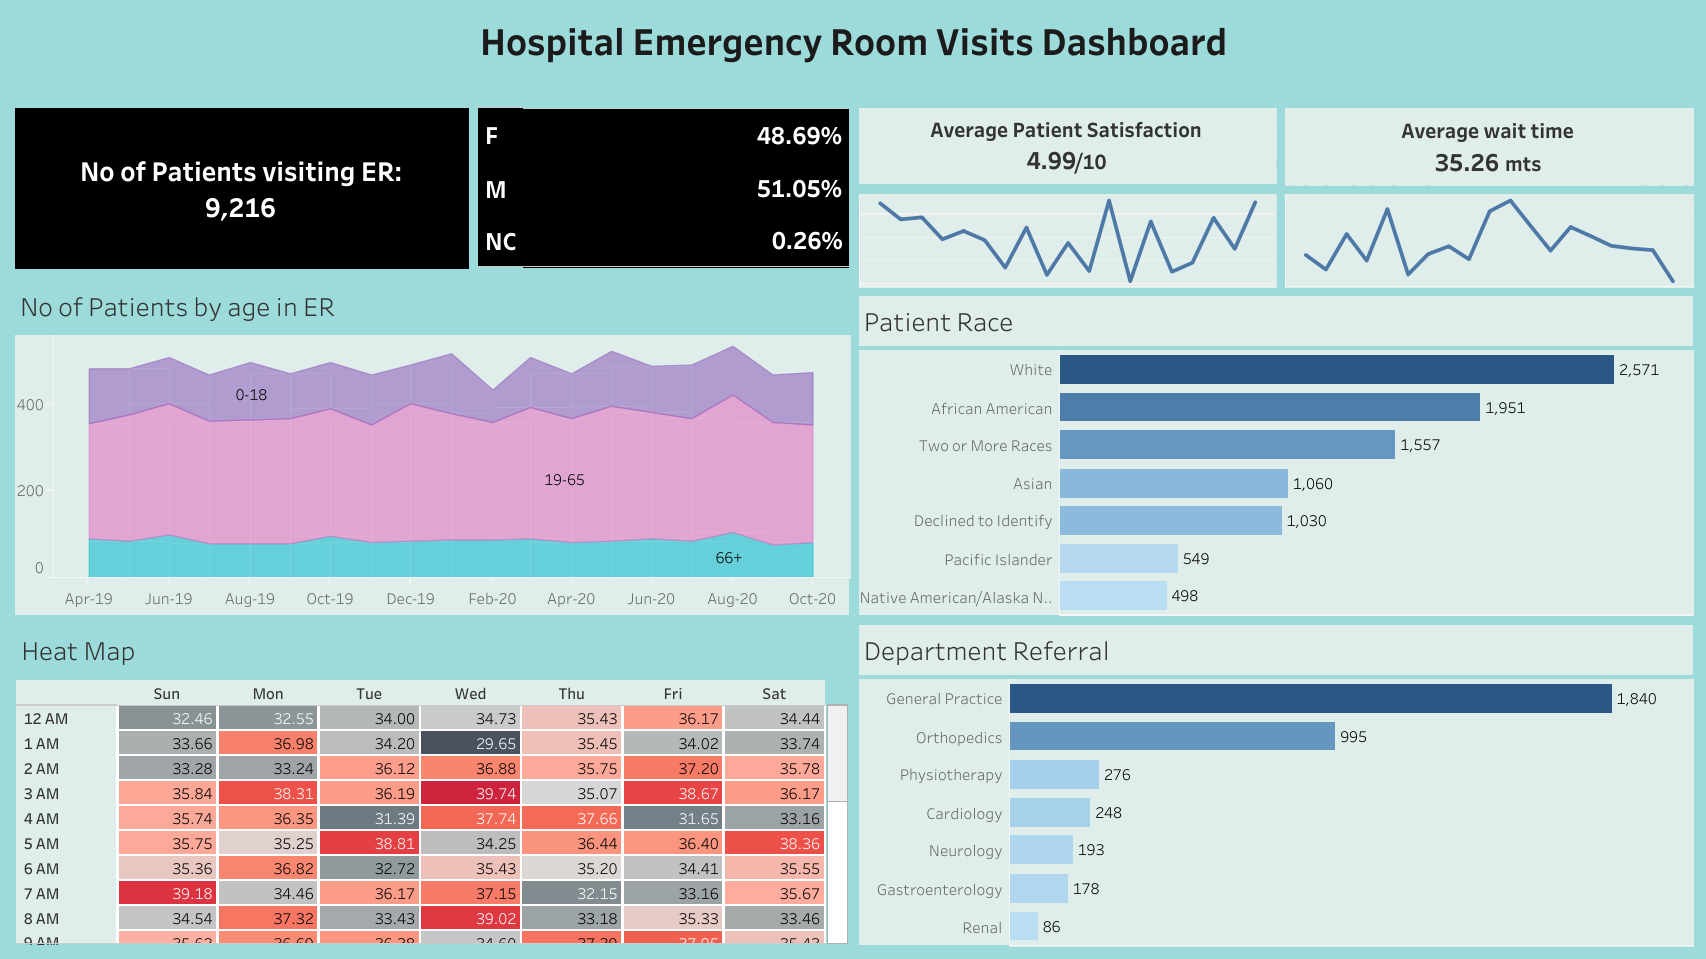 Hospital Emergency Room Visits Dashboard
No of Patients visiting ER:
9,216
F 48.69%
M 51.05%
NC 0.26%
Average Patient Satisfaction
4.99/10
Average wait time
35.26 mts
No of Patients by age in ER
400
200
0
0-18
19-65
66+
Apr-19 Jun-19 Aug-19 Oct-19 Dec-19 Feb-20 Apr-20 Jun-20 Aug-20 Oct-20
Patient Race
White 2,571
African American 1,951
Two or More Races 1,557
Asian 1,060
Declined to Identify 1,030
Pacific Islander 549
Native American/Alaska N.. 498
Heat Map
Sun Mon Tue Wed Thu Fri Sat
12 AM 32.46 32.55 34.00 34.73 35.43 36.17 34.44
1 AM 33.66 36.98 34.20 29.65 35.45 34.02 33.74
2 AM 33.28 33.24 36.12 36.88 35.75 37.20 35.78
3 AM 35.84 38.31 36.19 39.74 35.07 38.67 36.17
4 AM 35.74 36.35 31.39 37.74 37.66 31.65 33.16
5 AM 35.75 35.25 38.81 34.25 36.44 36.40 38.36
6 AM 35.36 36.82 32.72 35.43 35.20 34.41 35.55
7 AM 39.18 34.46 36.17 37.15 32.15 33.16 35.67
8 AM 34.54 37.32 33.43 39.02 33.18 35.33 33.46
9 AM
Department Referral
General Practice 1,840
Orthopedics 995
Physiotherapy 276
Cardiology 248
Neurology 193
Gastroenterology 178
Renal 86